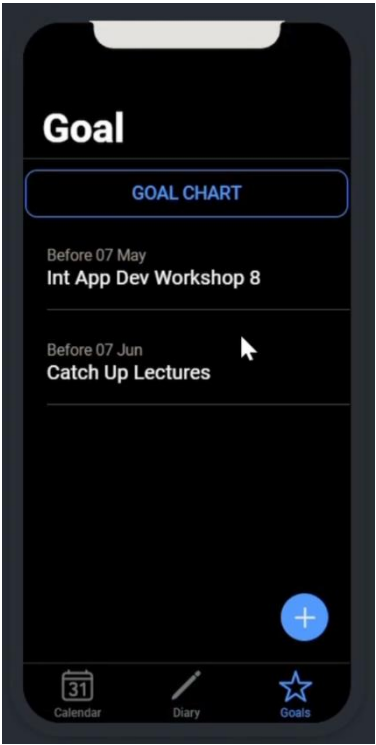 Goal
GOAL CHART
Before 07 May
Int App Dev Workshop 8
Before 07 Jun
Catch Up Lectures
31
Calendar
Diary
Goals